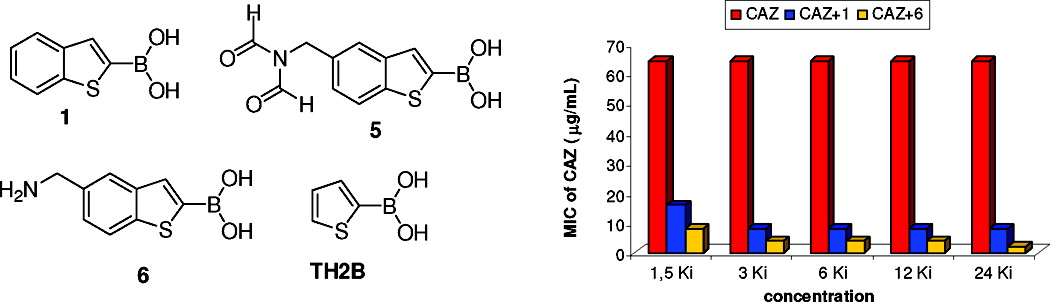 B
OH
OH
S
1
H
O
N
O
H
S
B
OH
OH
5
H2N
S
B
OH
OH
6
S
B
OH
OH
TH2B
CAZ CAZ+1 CAZ+6
MIC of CAZ ( µg/mL)
70
60
50
40
30
20
10
0
1,5 Ki 3 Ki 6 Ki 12 Ki 24 Ki
concentration